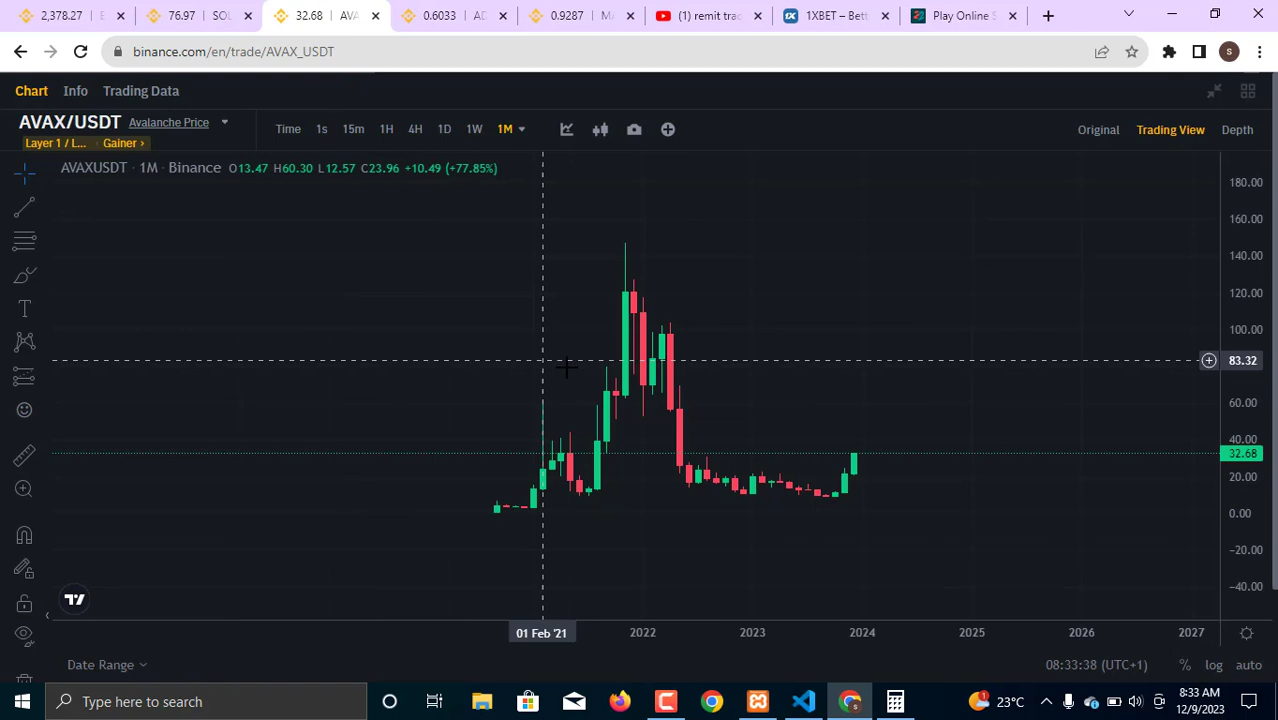 2,378.27 | E
76.97 | SOL
32.68 | AVA
0.6033 | AD
0.9287 | MA
(1) remit trac
1XBET – Bett
Play Online S
binance.com/en/trade/AVAX_USDT
S
Chart Info Trading Data
AVAX/USDT Avalanche Price
Layer 1 / L... Gainer ›
Time 1s 15m 1H 4H 1D 1W 1M
Original Trading View Depth
AVAXUSDT · 1M · Binance O13.47 H60.30 L12.57 C23.96 +10.49 (+77.85%)
180.00
160.00
140.00
120.00
100.00
83.32
60.00
40.00
32.68
20.00
0.00
−20.00
−40.00
01 Feb '21 2022 2023 2024 2025 2026 2027
Date Range 08:33:38 (UTC+1) % log auto
Type here to search
1 23°C
8:33 AM
12/9/2023